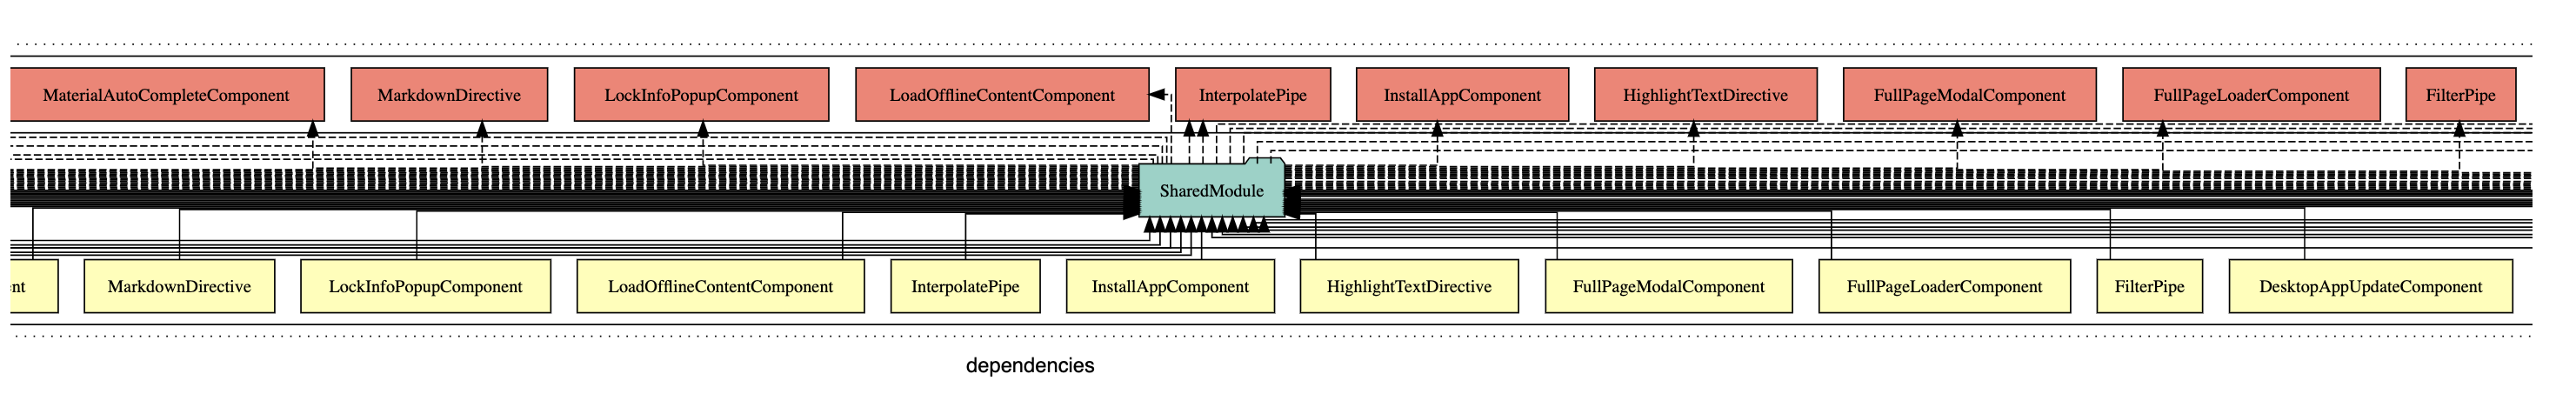 MaterialAutoCompleteComponent
MarkdownDirective
LockInfoPopupComponent
LoadOfflineContentComponent
InterpolatePipe
InstallAppComponent
HighlightTextDirective
FullPageModalComponent
FullPageLoaderComponent
FilterPipe
SharedModule
nt
MarkdownDirective
LockInfoPopupComponent
LoadOfflineContentComponent
InterpolatePipe
InstallAppComponent
HighlightTextDirective
FullPageModalComponent
FullPageLoaderComponent
FilterPipe
DesktopAppUpdateComponent
dependencies